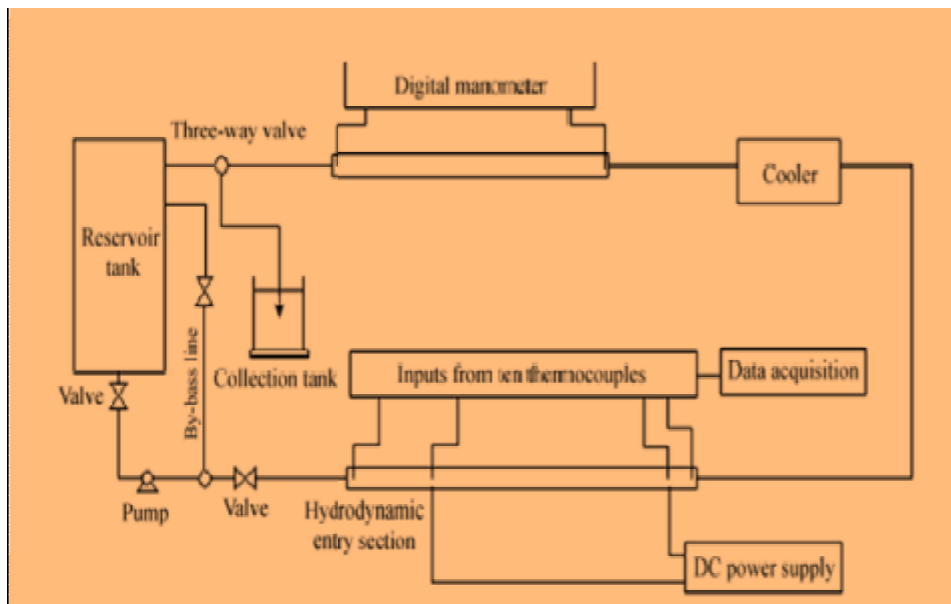 Digital manometer
Three-way valve
Cooler
Reservoir
tank
By-bass line
Collection tank
Inputs from ten thermocouples
Data acquisition
Valve
Pump
Valve
Hydrodynamic
entry section
DC power supply